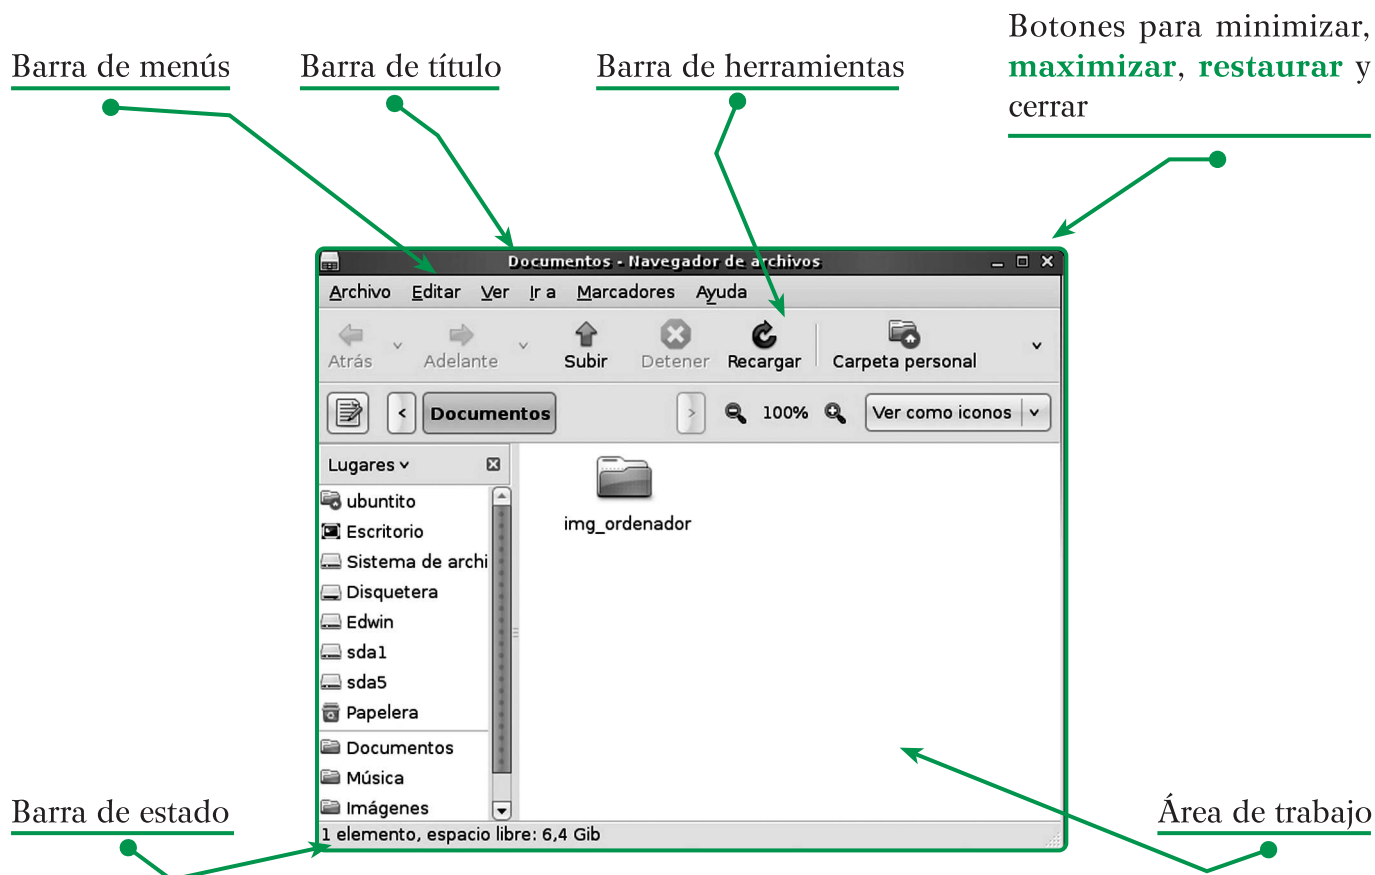 Botones para minimizar,
maximizar, restaurar y
cerrar
Barra de menús
Barra de título
Barra de herramientas
Documentos - Navegador de archivos
Archivo Editar Ver Ir a Marcadores Ayuda
Atrás Adelante Subir Detener Recargar Carpeta personal
Documentos 100% Ver como iconos
Lugares
ubuntito
Escritorio
Sistema de archi
Disquetera
Edwin
sda1
sda5
Papelera
Documentos
Música
Imágenes
img_ordenador
1 elemento, espacio libre: 6,4 Gib
Barra de estado
Área de trabajo